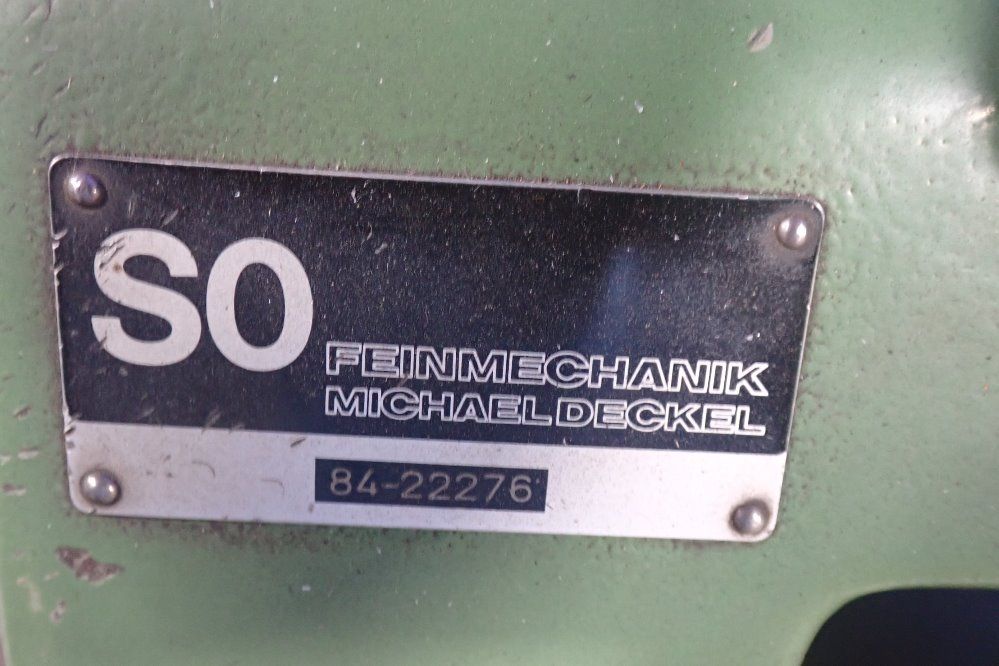 SO
FEINMECHANIK
MICHAEL DECKEL
84-22276